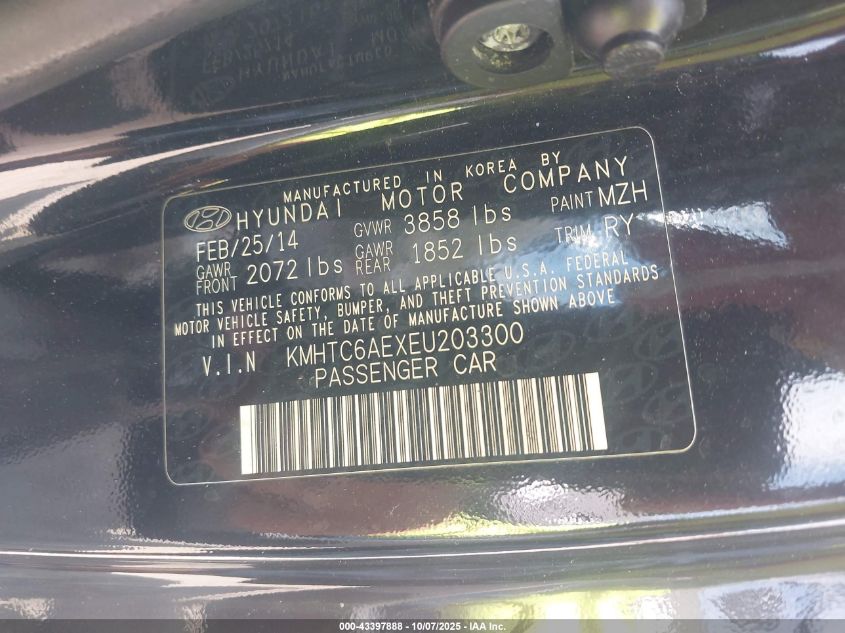 MANUFACTURED IN KOREA BY
HYUNDAI MOTOR COMPANY
FEB/25/14 GVWR 3858 lbs PAINT MZH
GAWR FRONT 2072 lbs GAWR REAR 1852 lbs TRIM RY
THIS VEHICLE CONFORMS TO ALL APPLICABLE U.S.A. FEDERAL
MOTOR VEHICLE SAFETY, BUMPER, AND THEFT PREVENTION STANDARDS
IN EFFECT ON THE DATE OF MANUFACTURE SHOWN ABOVE
V.I.N KMHTC6AEXEU203300
PASSENGER CAR
000-43397888 - 10/07/2025 - IAA Inc.